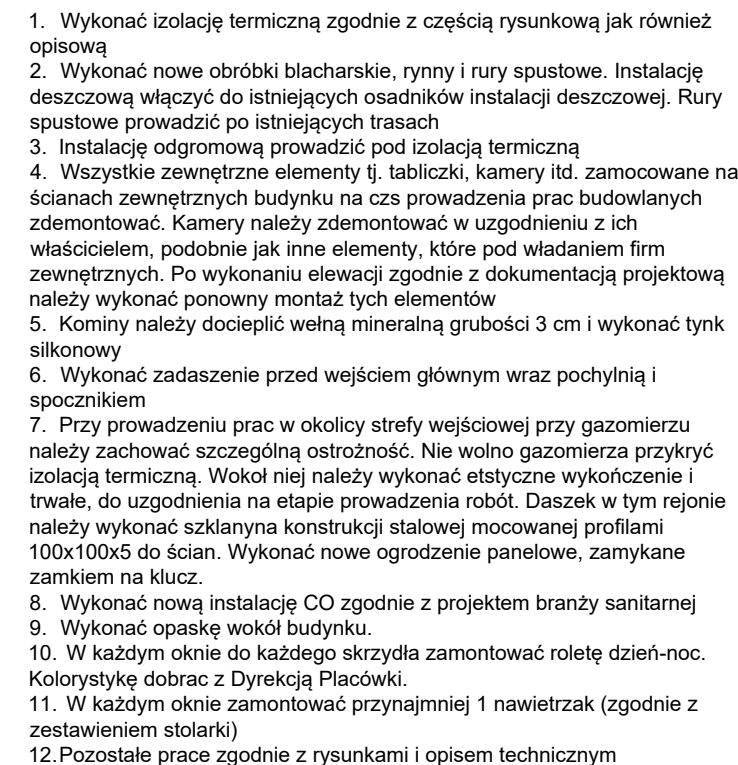 1. Wykonać izolację termiczną zgodnie z częścią rysunkową jak również
opisową
2. Wykonać nowe obróbki blacharskie, rynny i rury spustowe. Instalację
deszczową włączyć do istniejących osadników instalacji deszczowej. Rury
spustowe prowadzić po istniejących trasach
3. Instalację odgromową prowadzić pod izolacją termiczną
4. Wszystkie zewnętrzne elementy tj. tabliczki, kamery itd. zamocowane na
ścianach zewnętrznych budynku na czs prowadzenia prac budowlanych
zdemontować. Kamery należy zdemontować w uzgodnieniu z ich
właścicielem, podobnie jak inne elementy, które pod władaniem firm
zewnętrznych. Po wykonaniu elewacji zgodnie z dokumentacją projektową
należy wykonać ponowny montaż tych elementów
5. Kominy należy docieplić wełną mineralną grubości 3 cm i wykonać tynk
silkonowy
6. Wykonać zadaszenie przed wejściem głównym wraz pochylnią i
spocznikiem
7. Przy prowadzeniu prac w okolicy strefy wejściowej przy gazomierzu
należy zachować szczególną ostrożność. Nie wolno gazomierza przykryć
izolacją termiczną. Wokoł niej należy wykonać etstyczne wykończenie i
trwałe, do uzgodnienia na etapie prowadzenia robót. Daszek w tym rejonie
należy wykonać szklanyna konstrukcji stalowej mocowanej profilami
100x100x5 do ścian. Wykonać nowe ogrodzenie panelowe, zamykane
zamkiem na klucz.
8. Wykonać nową instalację CO zgodnie z projektem branży sanitarnej
9. Wykonać opaskę wokół budynku.
10. W każdym oknie do każdego skrzydła zamontować roletę dzień-noc.
Kolorystykę dobrac z Dyrekcją Placówki.
11. W każdym oknie zamontować przynajmniej 1 nawietrzak (zgodnie z
zestawieniem stolarki)
12.Pozostałe prace zgodnie z rysunkami i opisem technicznym